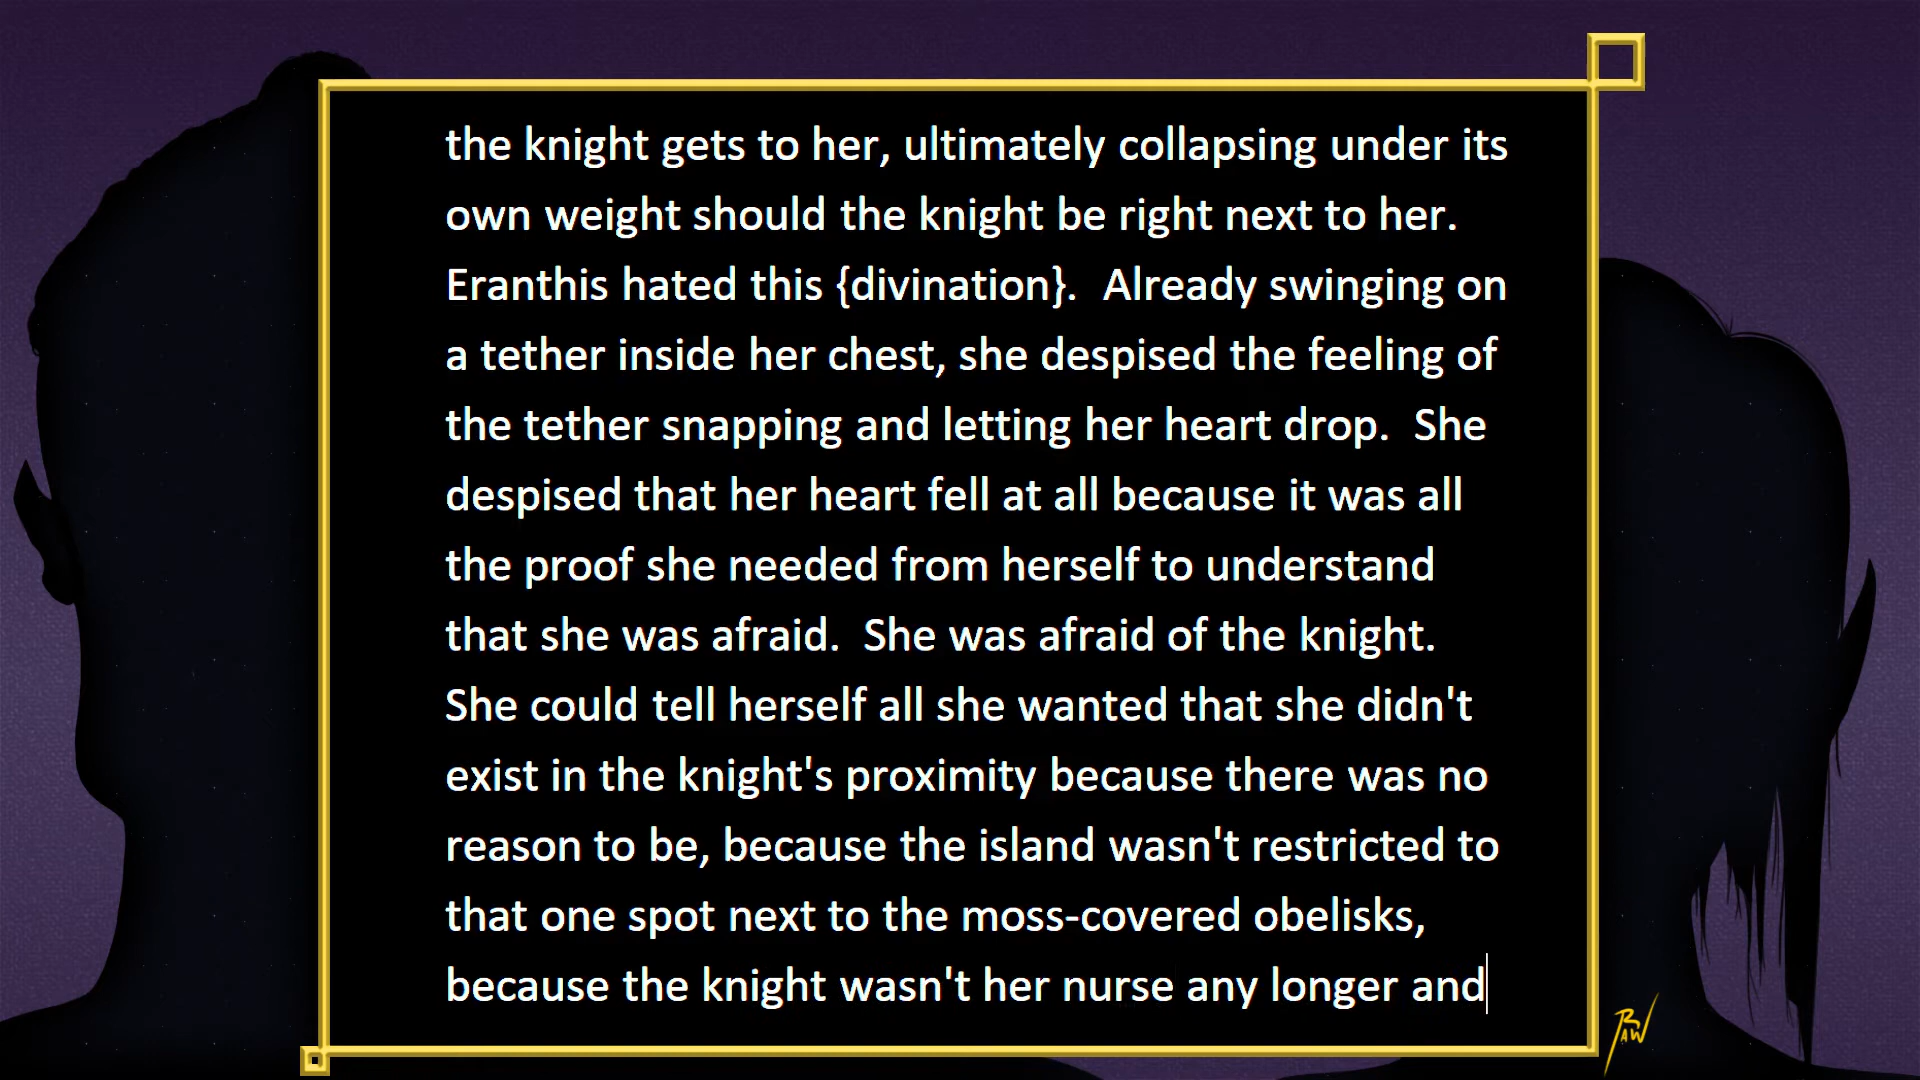 the knight gets to her, ultimately collapsing under its
own weight should the knight be right next to her.
Eranthis hated this {divination}.  Already swinging on
a tether inside her chest, she despised the feeling of
the tether snapping and letting her heart drop.  She
despised that her heart fell at all because it was all
the proof she needed from herself to understand
that she was afraid.  She was afraid of the knight.
She could tell herself all she wanted that she didn't
exist in the knight's proximity because there was no
reason to be, because the island wasn't restricted to
that one spot next to the moss-covered obelisks,
because the knight wasn't her nurse any longer and
RAW